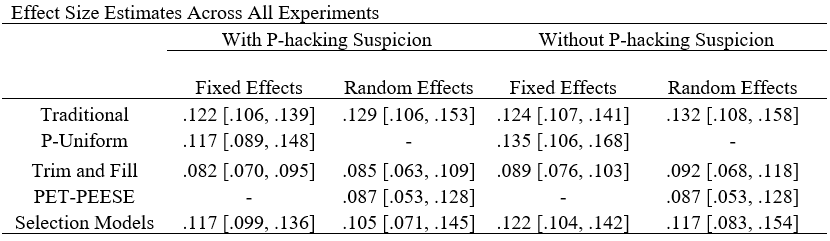 Effect Size Estimates Across All Experiments
With P-hacking Suspicion Without P-hacking Suspicion
Fixed Effects Random Effects Fixed Effects Random Effects
Traditional .122 [.106, .139] .129 [.106, .153] .124 [.107, .141] .132 [.108, .158]
P-Uniform .117 [.089, .148] - .135 [.106, .168] -
Trim and Fill .082 [.070, .095] .085 [.063, .109] .089 [.076, .103] .092 [.068, .118]
PET-PEESE - .087 [.053, .128] - .087 [.053, .128]
Selection Models .117 [.099, .136] .105 [.071, .145] .122 [.104, .142] .117 [.083, .154]